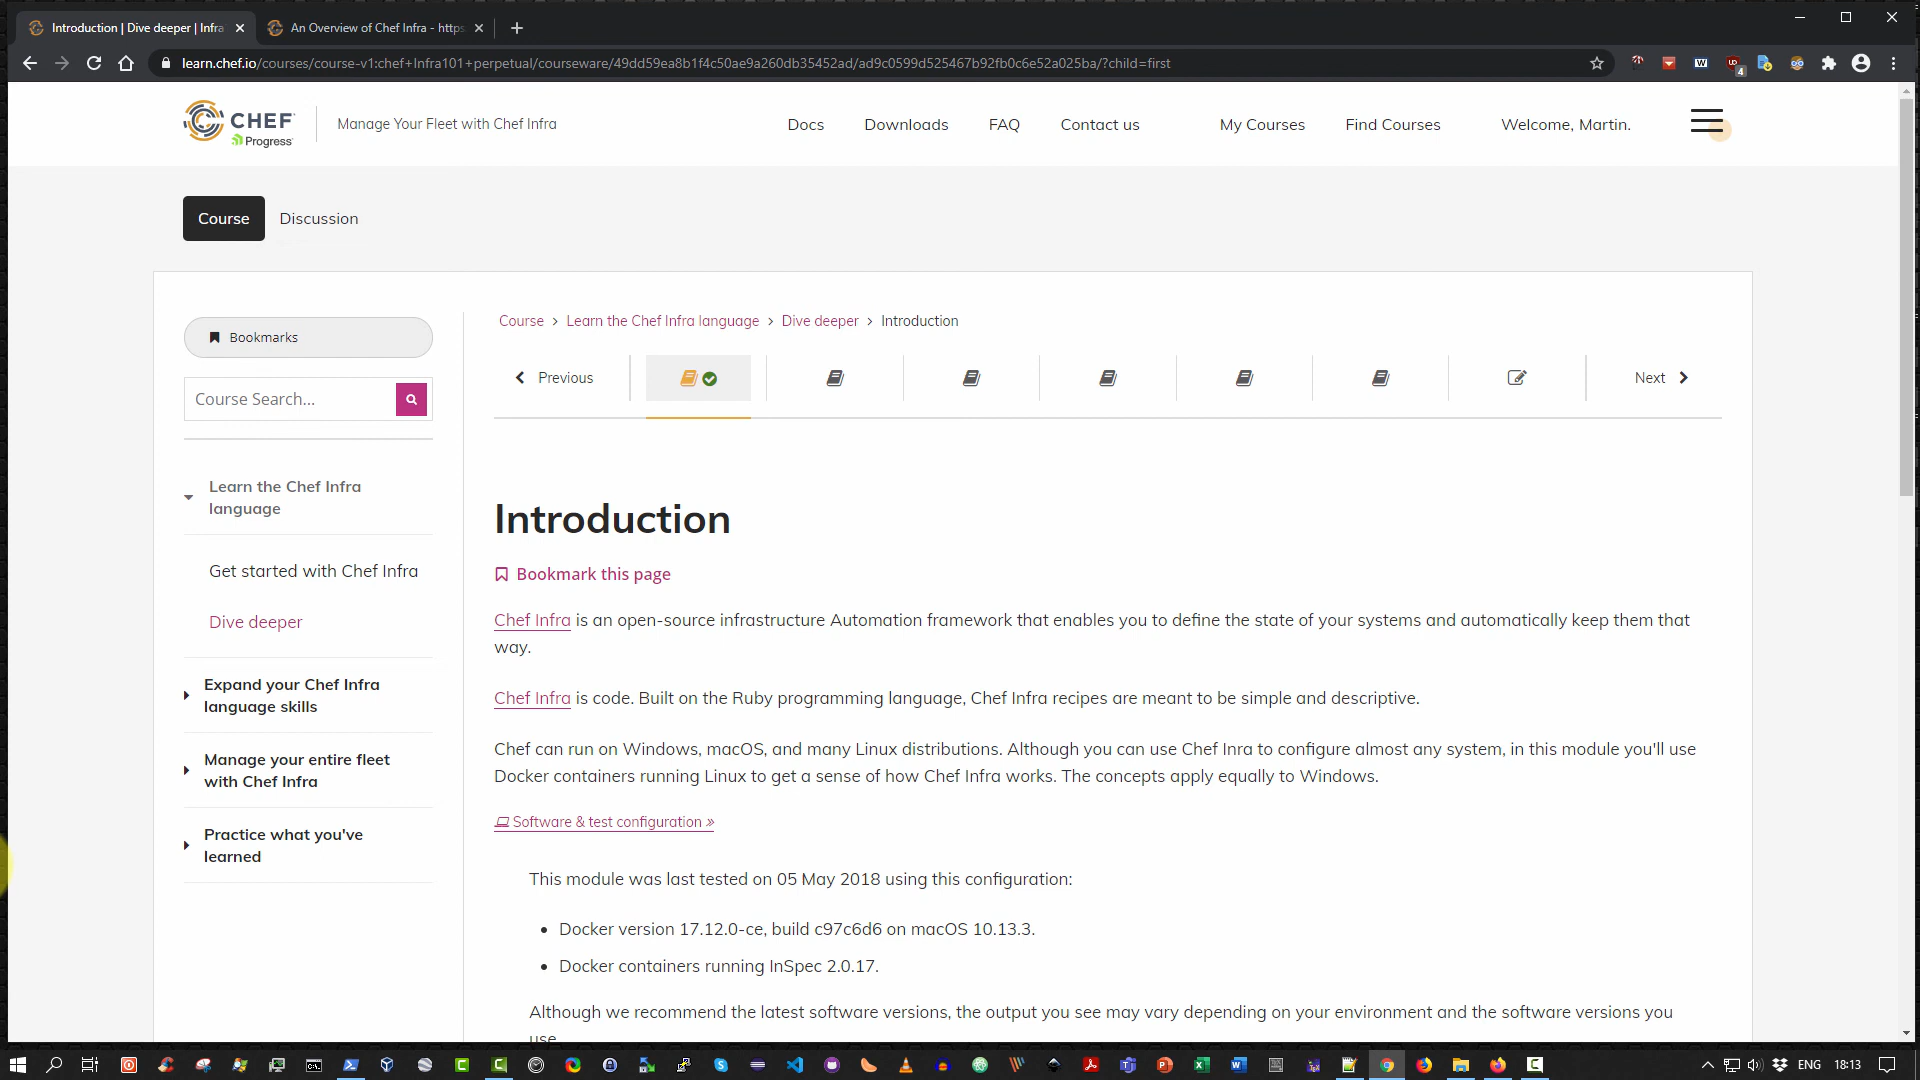 Introduction | Dive deeper | Infra
An Overview of Chef Infra - https
learn.chef.io/courses/course-v1:chef+Infra101+perpetual/courseware/49dd59ea8b1f4c50ae9a260db35452ad/ad9c0599d525467b92fb0c6e52a025ba/?child=first
W
4
CHEF
Progress
Manage Your Fleet with Chef Infra
Docs
Downloads
FAQ
Contact us
My Courses
Find Courses
Welcome, Martin.
Course
Discussion
Bookmarks
Course Search...
Learn the Chef Infra
language
Get started with Chef Infra
Dive deeper
Expand your Chef Infra
language skills
Manage your entire fleet
with Chef Infra
Practice what you've
learned
Course > Learn the Chef Infra language > Dive deeper > Introduction
Previous
Next
Introduction
Bookmark this page
Chef Infra is an open-source infrastructure Automation framework that enables you to define the state of your systems and automatically keep them that
way.
Chef Infra is code. Built on the Ruby programming language, Chef Infra recipes are meant to be simple and descriptive.
Chef can run on Windows, macOS, and many Linux distributions. Although you can use Chef Inra to configure almost any system, in this module you'll use
Docker containers running Linux to get a sense of how Chef Infra works. The concepts apply equally to Windows.
Software & test configuration »
This module was last tested on 05 May 2018 using this configuration:
• Docker version 17.12.0-ce, build c97c6d6 on macOS 10.13.3.
• Docker containers running InSpec 2.0.17.
Although we recommend the latest software versions, the output you see may vary depending on your environment and the software versions you
use.
ENG
18:13